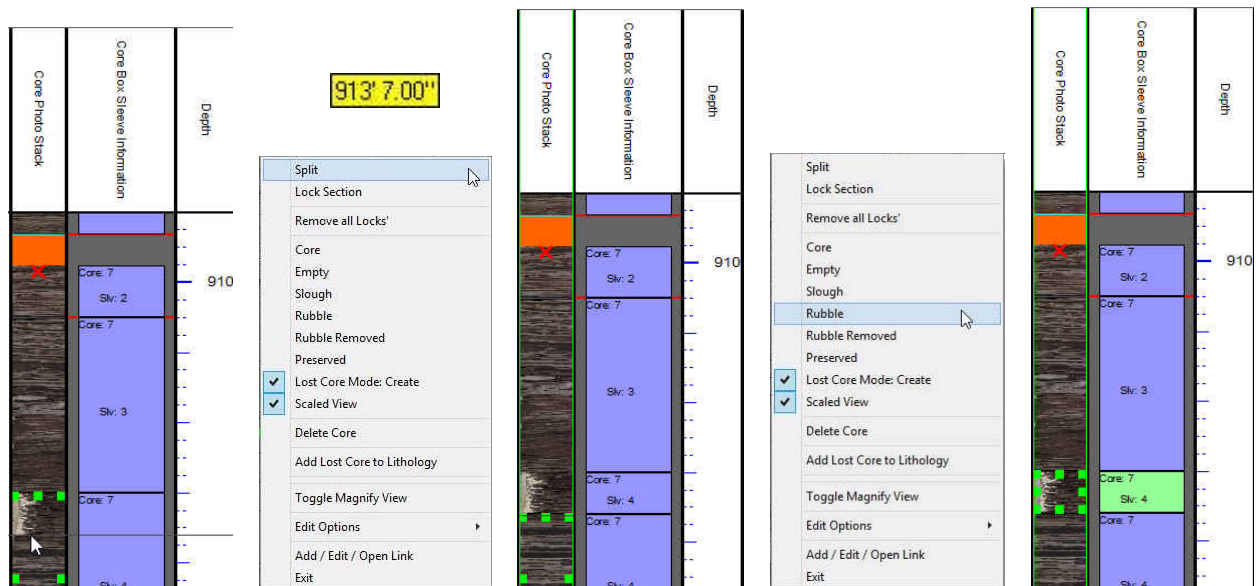 Core Photo Stack
Core Box Sleeve Information
Depth
Core: 7
Slv: 2
910
Core: 7
Slv: 3
Core: 7
Slv: 4
913' 7.00"
Split
Lock Section
Remove all Locks'
Core
Empty
Slough
Rubble
Rubble Removed
Preserved
Lost Core Mode: Create
Scaled View
Delete Core
Add Lost Core to Lithology
Toggle Magnify View
Edit Options
Add / Edit / Open Link
Exit
Core Photo Stack
Core Box Sleeve Information
Depth
Core: 7
Slv: 2
910
Core: 7
Slv: 3
Core: 7
Slv: 4
Core: 7
Slv: 4
Split
Lock Section
Remove all Locks'
Core
Empty
Slough
Rubble
Rubble Removed
Preserved
Lost Core Mode: Create
Scaled View
Delete Core
Add Lost Core to Lithology
Toggle Magnify View
Edit Options
Add / Edit / Open Link
Exit
Core Photo Stack
Core Box Sleeve Information
Depth
Core: 7
Slv: 2
910
Core: 7
Slv: 3
Core: 7
Slv: 4
Core: 7
Slv: 4